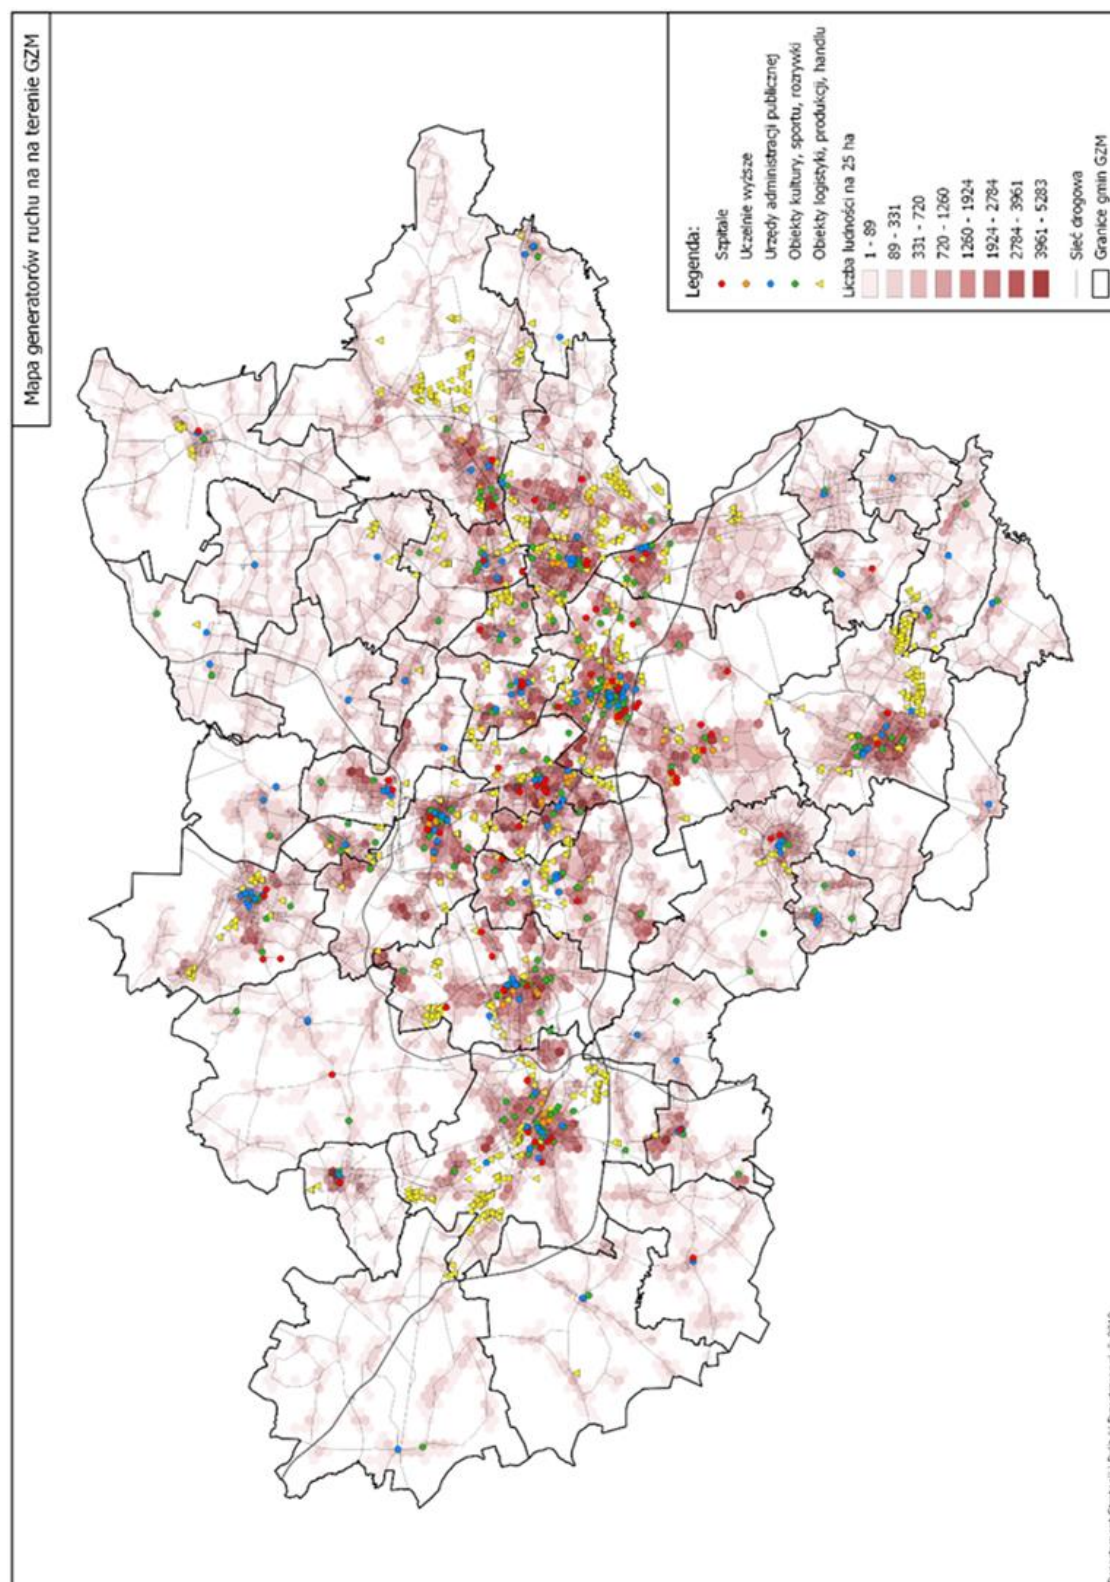 Mapa generatorów ruchu na na terenie GZM
Legenda:
Szpitale
Uczelnie wyższe
Urzędy administracji publicznej
Obiekty kultury, sportu, rozrywki
Obiekty logistyki, produkcji, handlu
Liczba ludności na 25 ha
1 - 89
89 - 331
331 - 720
720 - 1260
1260 - 1924
1924 - 2784
2784 - 3961
3961 - 5283
Sieć drogowa
Granice gmin GZM